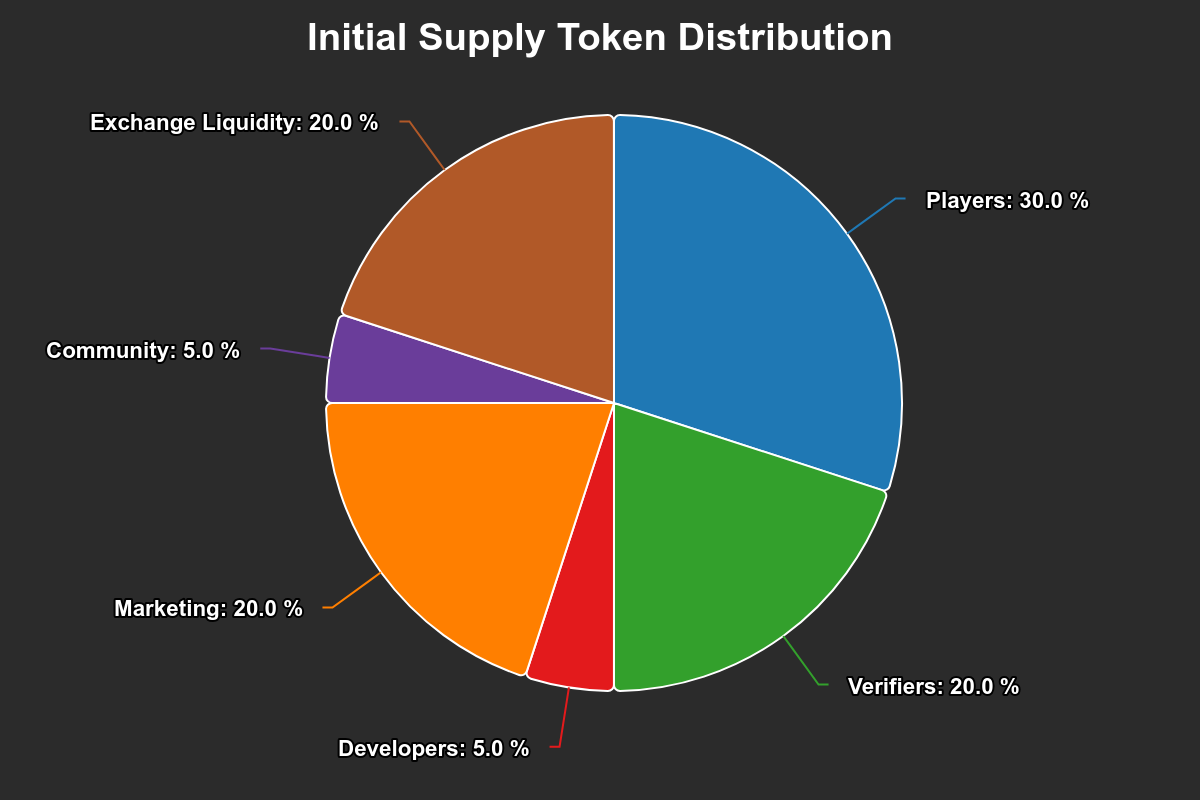 Initial Supply Token Distribution
Exchange Liquidity: 20.0 %
Players: 30.0 %
Community: 5.0 %
Marketing: 20.0 %
Verifiers: 20.0 %
Developers: 5.0 %